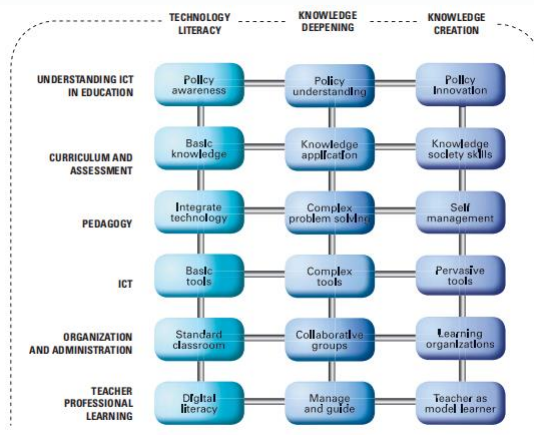 TECHNOLOGY
LITERACY
KNOWLEDGE
DEEPENING
KNOWLEDGE
CREATION
UNDERSTANDING ICT
IN EDUCATION
Policy
awareness
Policy
understanding
Policy
Innovation
CURRICULUM AND
ASSESSMENT
Basic
knowledge
Knowledge
application
Knowledge
society skills
PEDAGOGY
Integrate
technology
Complex
problem solving
Self
management
ICT
Basic
tools
Complex
tools
Pervasive
tools
ORGANIZATION
AND ADMINISTRATION
Standard
classroom
Collaborative
groups
Learning
organizations
TEACHER
PROFESSIONAL
LEARNING
Digital
literacy
Manage
and guide
Teacher as
model learner